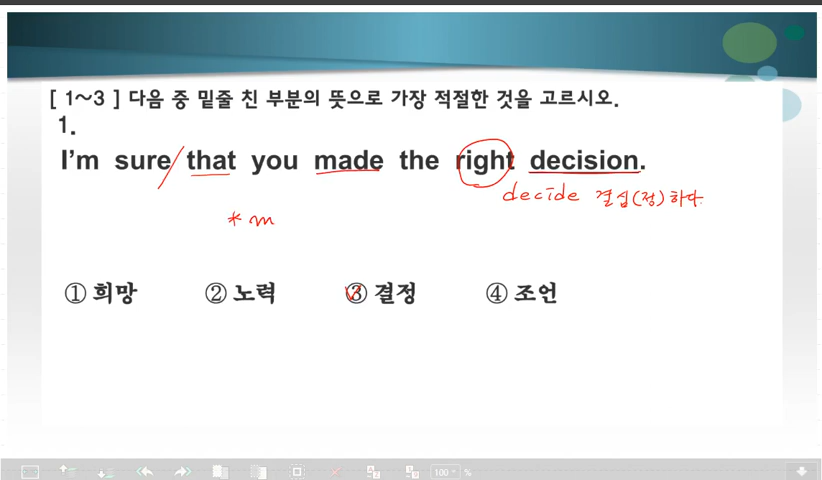 [ 1~3 ] 다음 중 밑줄 친 부분의 뜻으로 가장 적절한 것을 고르시오.
1.
I'm sure that you made the right decision.
decide 결심(정)하다.
* m
① 희망 ② 노력 ③ 결정 ④ 조언
100 %